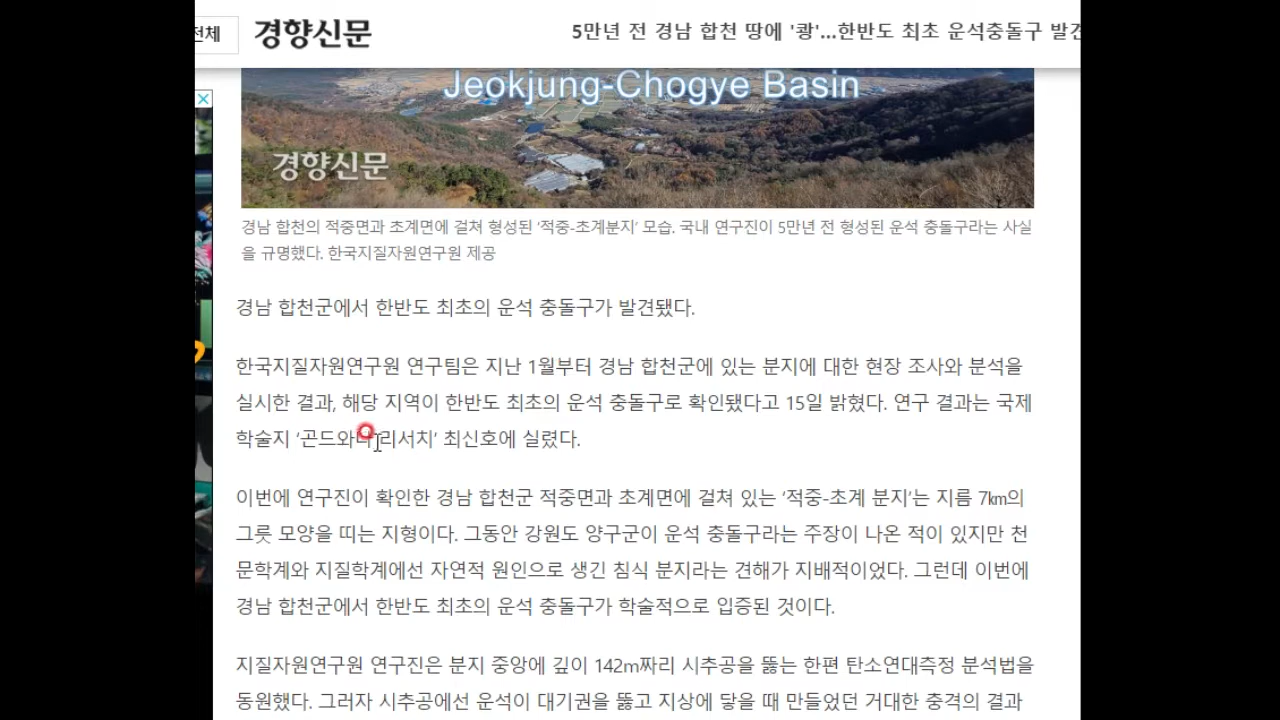 전체
경향신문
5만년 전 경남 합천 땅에 '쾅'...한반도 최초 운석충돌구 발견
Jeokjung-Chogye Basin
경향신문
경남 합천의 적중면과 초계면에 걸쳐 형성된 '적중-초계분지' 모습. 국내 연구진이 5만년 전 형성된 운석 충돌구라는 사실
을 규명했다. 한국지질자원연구원 제공
경남 합천군에서 한반도 최초의 운석 충돌구가 발견됐다.
한국지질자원연구원 연구팀은 지난 1월부터 경남 합천군에 있는 분지에 대한 현장 조사와 분석을
실시한 결과, 해당 지역이 한반도 최초의 운석 충돌구로 확인됐다고 15일 밝혔다. 연구 결과는 국제
학술지 '곤드와나 리서치' 최신호에 실렸다.
이번에 연구진이 확인한 경남 합천군 적중면과 초계면에 걸쳐 있는 '적중-초계 분지'는 지름 7㎞의
그릇 모양을 띠는 지형이다. 그동안 강원도 양구군이 운석 충돌구라는 주장이 나온 적이 있지만 천
문학계와 지질학계에선 자연적 원인으로 생긴 침식 분지라는 견해가 지배적이었다. 그런데 이번에
경남 합천군에서 한반도 최초의 운석 충돌구가 학술적으로 입증된 것이다.
지질자원연구원 연구진은 분지 중앙에 깊이 142m짜리 시추공을 뚫는 한편 탄소연대측정 분석법을
동원했다. 그러자 시추공에선 운석이 대기권을 뚫고 지상에 닿을 때 만들었던 거대한 충격의 결과